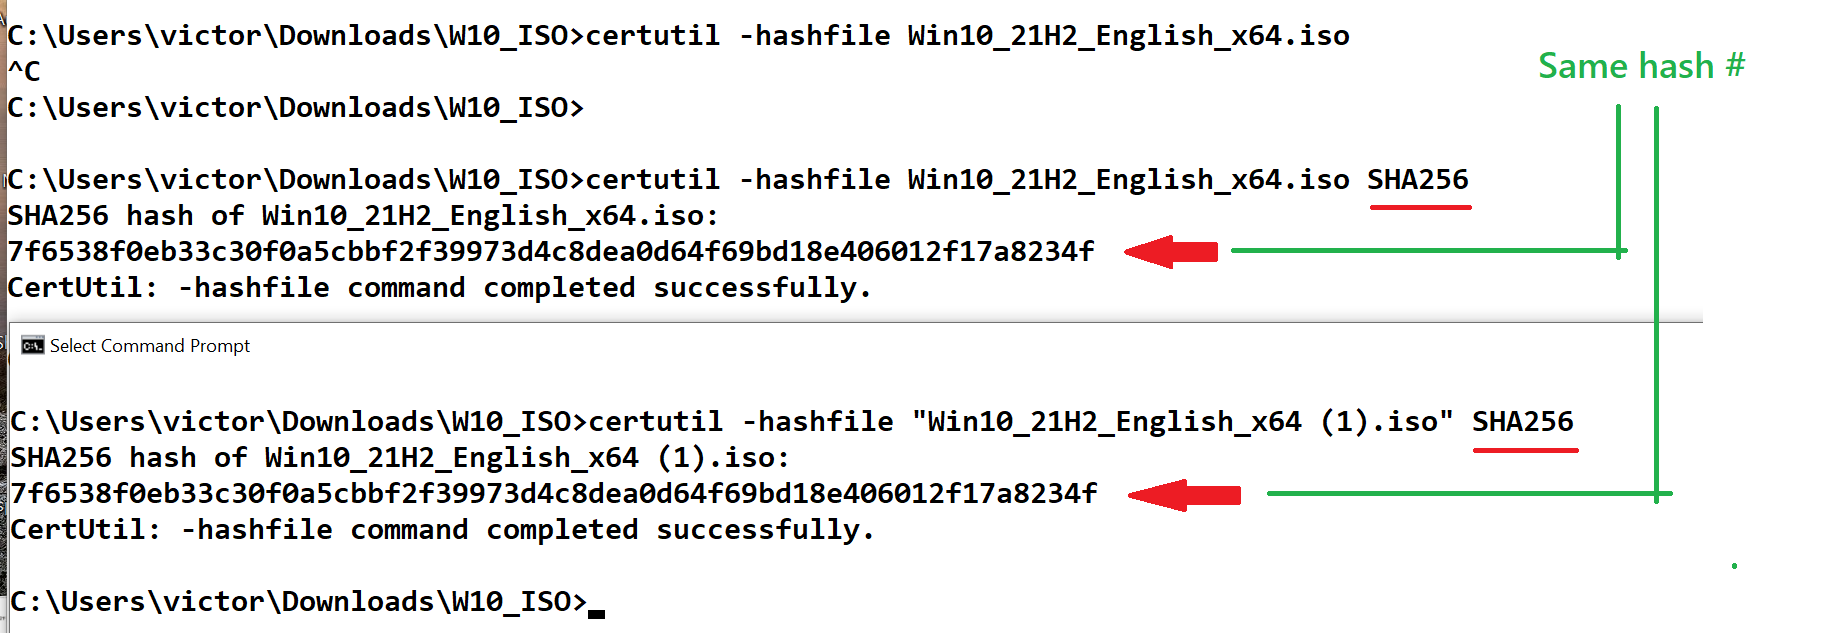 C:\Users\victor\Downloads\W10_ISO>certutil -hashfile Win10_21H2_English_x64.iso
^C
Same hash #
C:\Users\victor\Downloads\W10_ISO>
C:\Users\victor\Downloads\W10_ISO>certutil -hashfile Win10_21H2_English_x64.iso SHA256
SHA256 hash of Win10_21H2_English_x64.iso:
7f6538f0eb33c30f0a5cbbf2f39973d4c8dea0d64f69bd18e406012f17a8234f
CertUtil: -hashfile command completed successfully.
Select Command Prompt
C:\Users\victor\Downloads\W10_ISO>certutil -hashfile "Win10_21H2_English_x64 (1).iso" SHA256
SHA256 hash of Win10_21H2_English_x64 (1).iso:
7f6538f0eb33c30f0a5cbbf2f39973d4c8dea0d64f69bd18e406012f17a8234f
CertUtil: -hashfile command completed successfully.
C:\Users\victor\Downloads\W10_ISO>